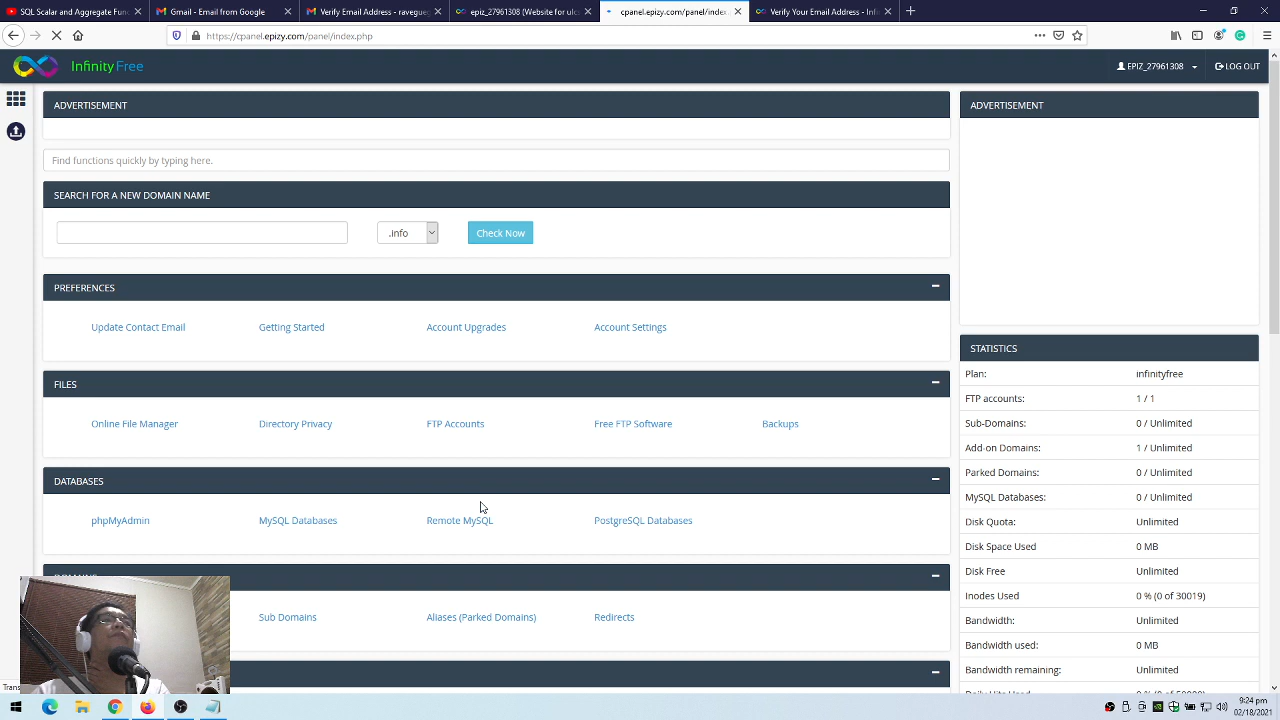 SQL Scalar and Aggregate Func
Gmail - Email from Google
Verify Email Address - ravegueg
epiz_27961308 (Website for ulc
cpanel.epizy.com/panel/index.
Verify Your Email Address - Inf
https://cpanel.epizy.com/panel/index.php
InfinityFree
EPIZ_27961308
LOG OUT
ADVERTISEMENT
ADVERTISEMENT
Find functions quickly by typing here.
SEARCH FOR A NEW DOMAIN NAME
.info
Check Now
PREFERENCES
Update Contact Email
Getting Started
Account Upgrades
Account Settings
FILES
Online File Manager
Directory Privacy
FTP Accounts
Free FTP Software
Backups
DATABASES
phpMyAdmin
MySQL Databases
Remote MySQL
PostgreSQL Databases
Sub Domains
Aliases (Parked Domains)
Redirects
STATISTICS
Plan: infinityfree
FTP accounts: 1 / 1
Sub-Domains: 0 / Unlimited
Add-on Domains: 1 / Unlimited
Parked Domains: 0 / Unlimited
MySQL Databases: 0 / Unlimited
Disk Quota: Unlimited
Disk Space Used 0 MB
Disk Free Unlimited
Inodes Used 0 % (0 of 30019)
Bandwidth: Unlimited
Bandwidth used: 0 MB
Bandwidth remaining: Unlimited
Trans
9:24 pm
02/18/2021